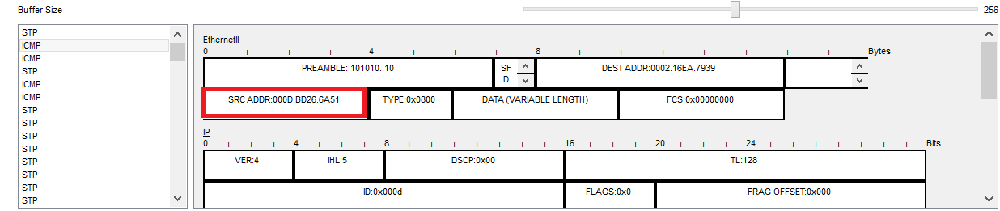 Buffer Size 256
STP
ICMP
ICMP
STP
ICMP
ICMP
STP
STP
STP
STP
STP
STP
STP
STP
EthernetII
0 4 8 Bytes
PREAMBLE: 101010..10 SF D DEST ADDR:0002.16EA.7939
SRC ADDR:000D.BD26.6A51 TYPE:0x0800 DATA (VARIABLE LENGTH) FCS:0x00000000
IP
0 4 8 16 20 24 Bits
VER:4 IHL:5 DSCP:0x00 TL:128
ID:0x000d FLAGS:0x0 FRAG OFFSET:0x000